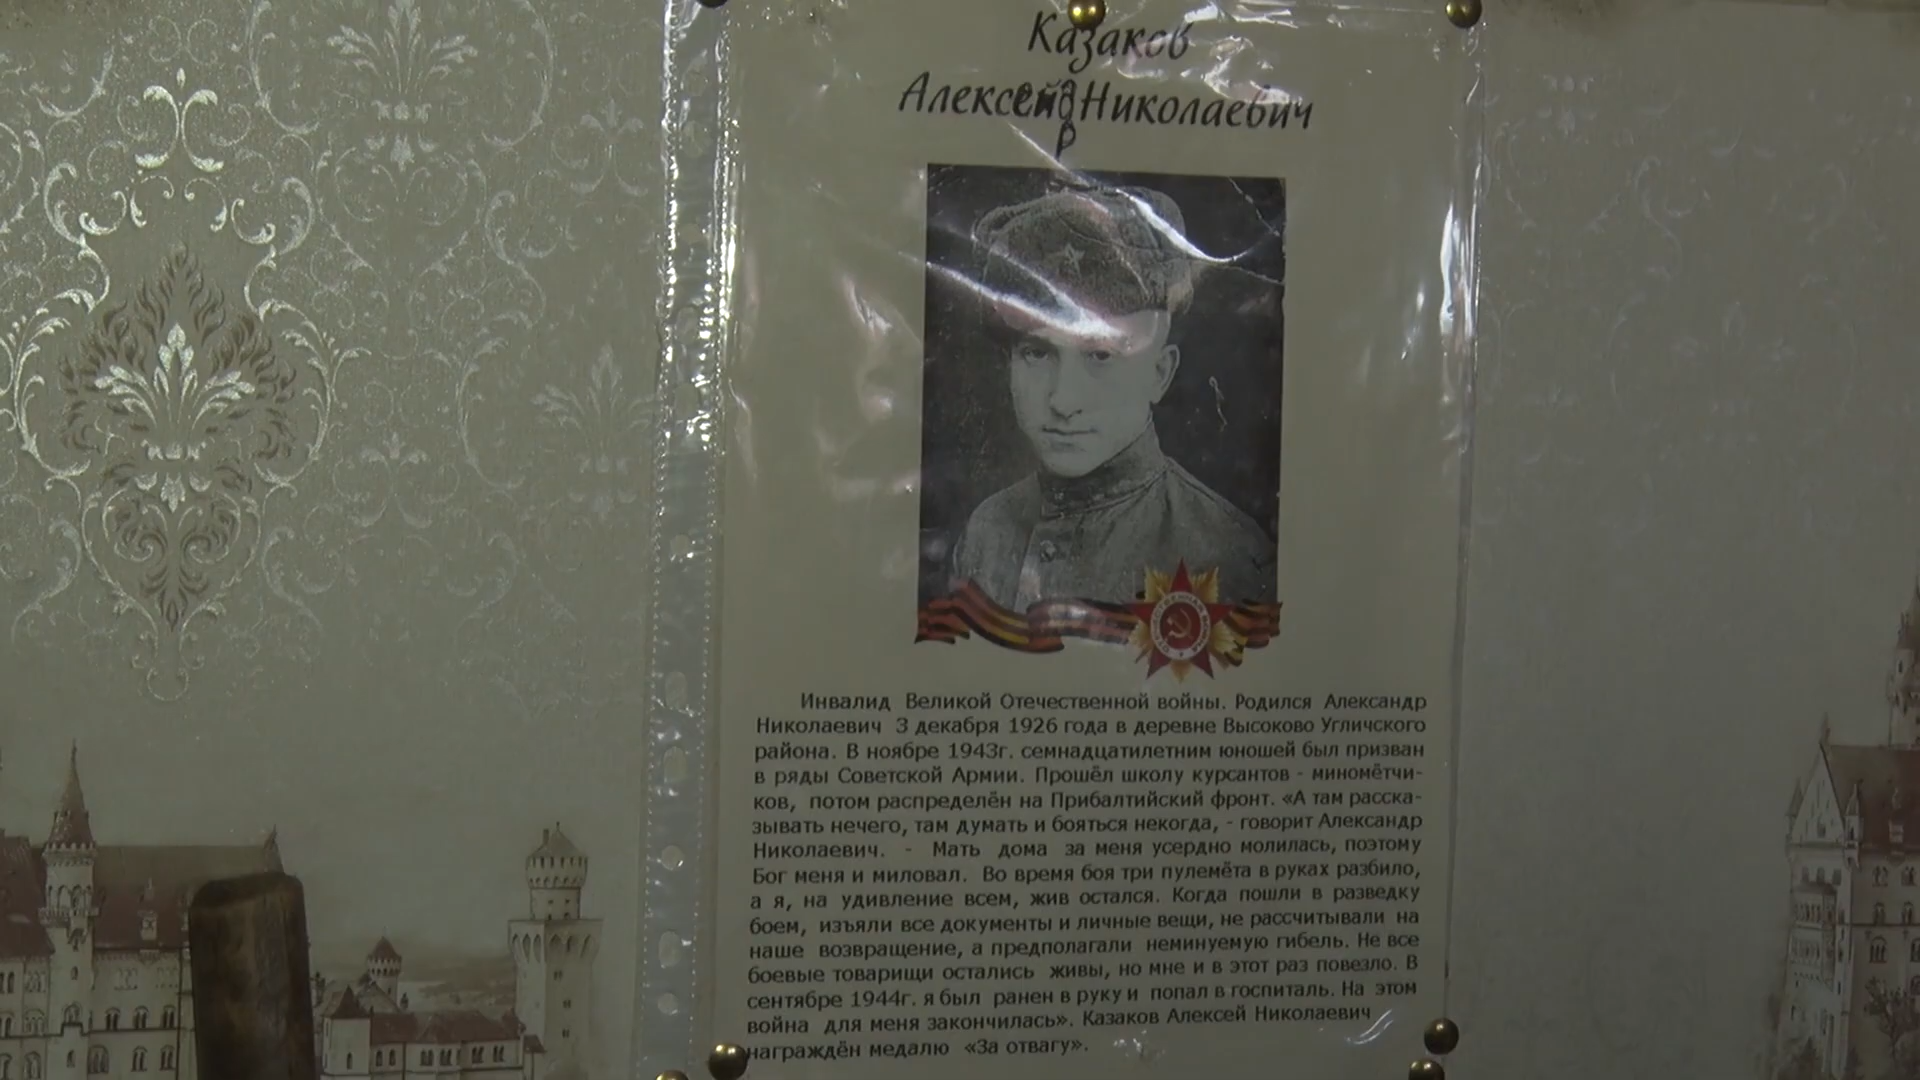 Казаков
Алексей Николаевич
ОТЕЧЕСТВЕННАЯ ВОЙНА
Инвалид Великой Отечественной войны. Родился Александр
Николаевич 3 декабря 1926 года в деревне Высоково Угличского
района. В ноябре 1943г. семнадцатилетним юношей был призван
в ряды Советской Армии. Прошёл школу курсантов - миномётчи-
ков, потом распределён на Прибалтийский фронт. «А там расска-
зывать нечего, там думать и бояться некогда, - говорит Александр
Николаевич. - Мать дома за меня усердно молилась, поэтому
Бог меня и миловал. Во время боя три пулемёта в руках разбило,
а я, на удивление всем, жив остался. Когда пошли в разведку
боем, изъяли все документы и личные вещи, не рассчитывали на
наше возвращение, а предполагали неминуемую гибель. Не все
боевые товарищи остались живы, но мне и в этот раз повезло. В
сентябре 1944г. я был ранен в руку и попал в госпиталь. На этом
война для меня закончилась». Казаков Алексей Николаевич
награждён медалю «За отвагу».